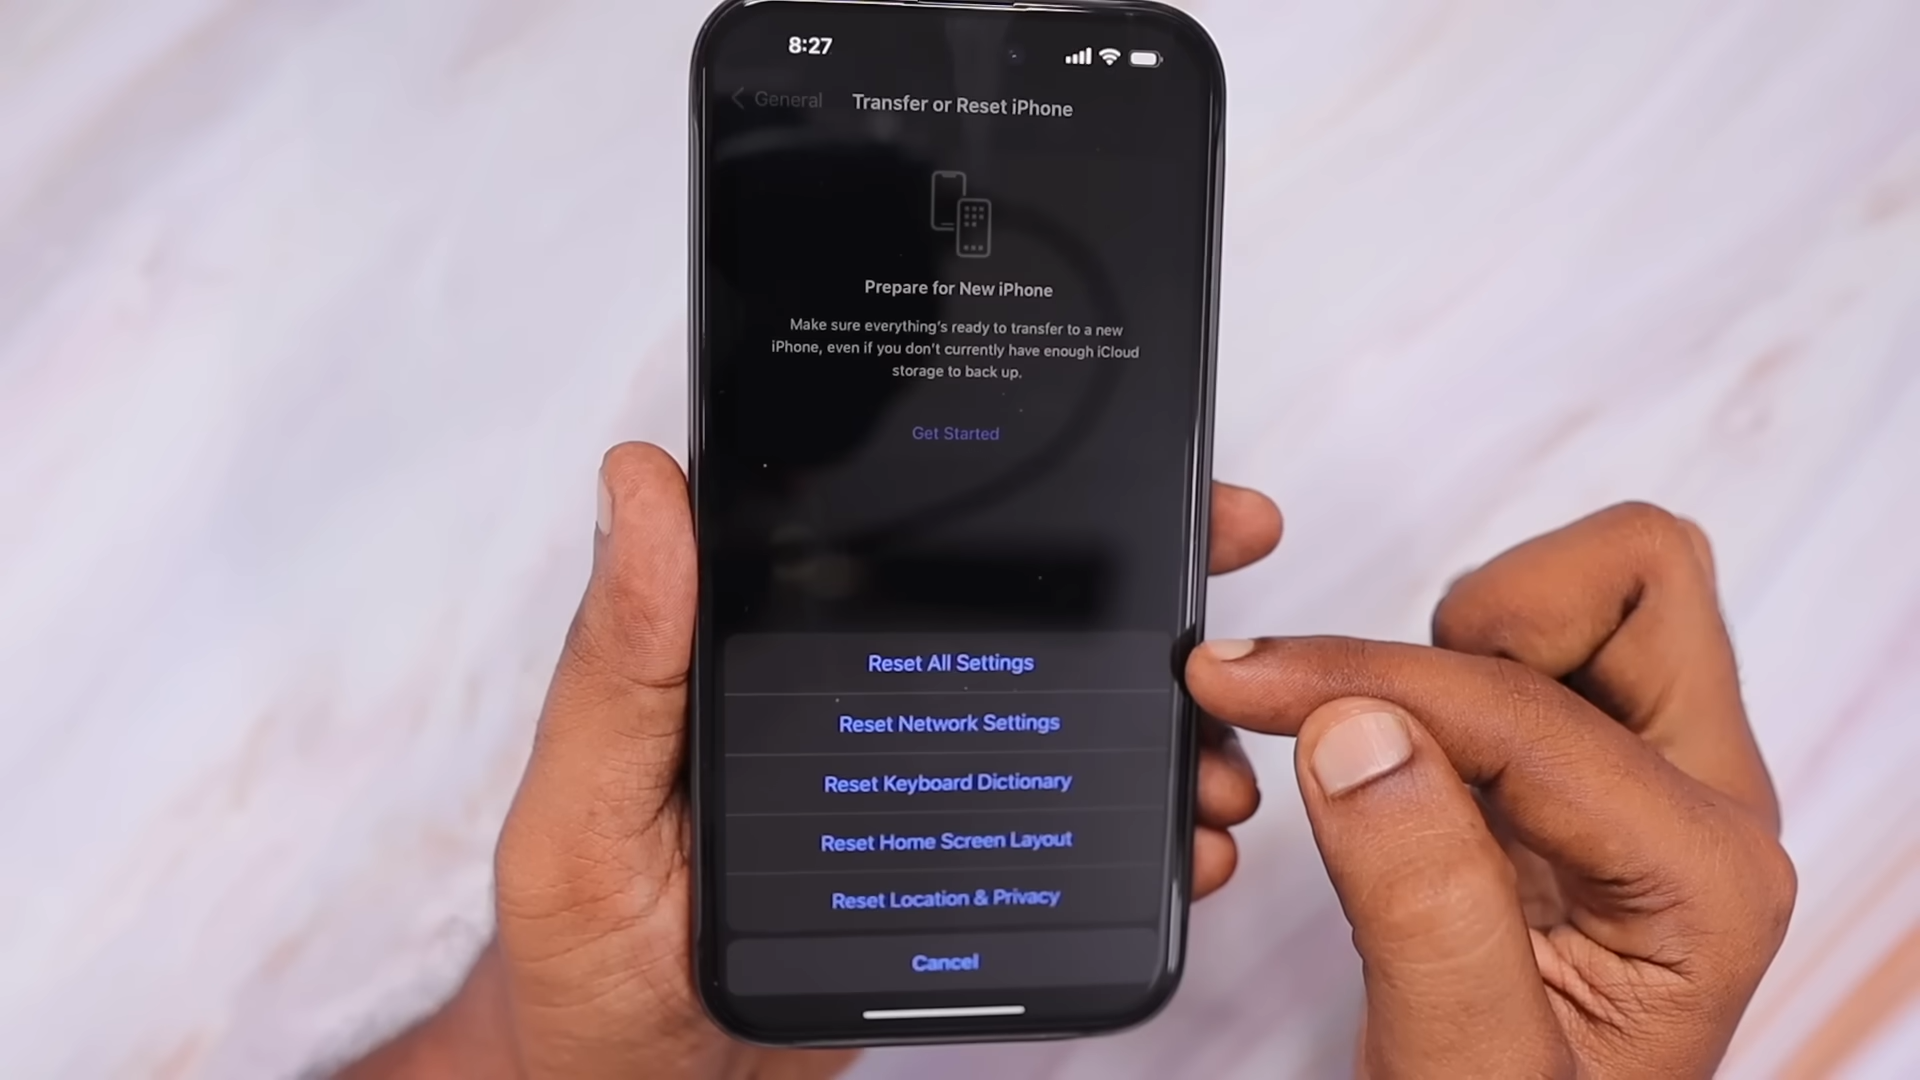 8:27
General
Transfer or Reset iPhone
Prepare for New iPhone
Make sure everything's ready to transfer to a new
iPhone, even if you don't currently have enough iCloud
storage to back up.
Get Started
Reset All Settings
Reset Network Settings
Reset Keyboard Dictionary
Reset Home Screen Layout
Reset Location & Privacy
Cancel